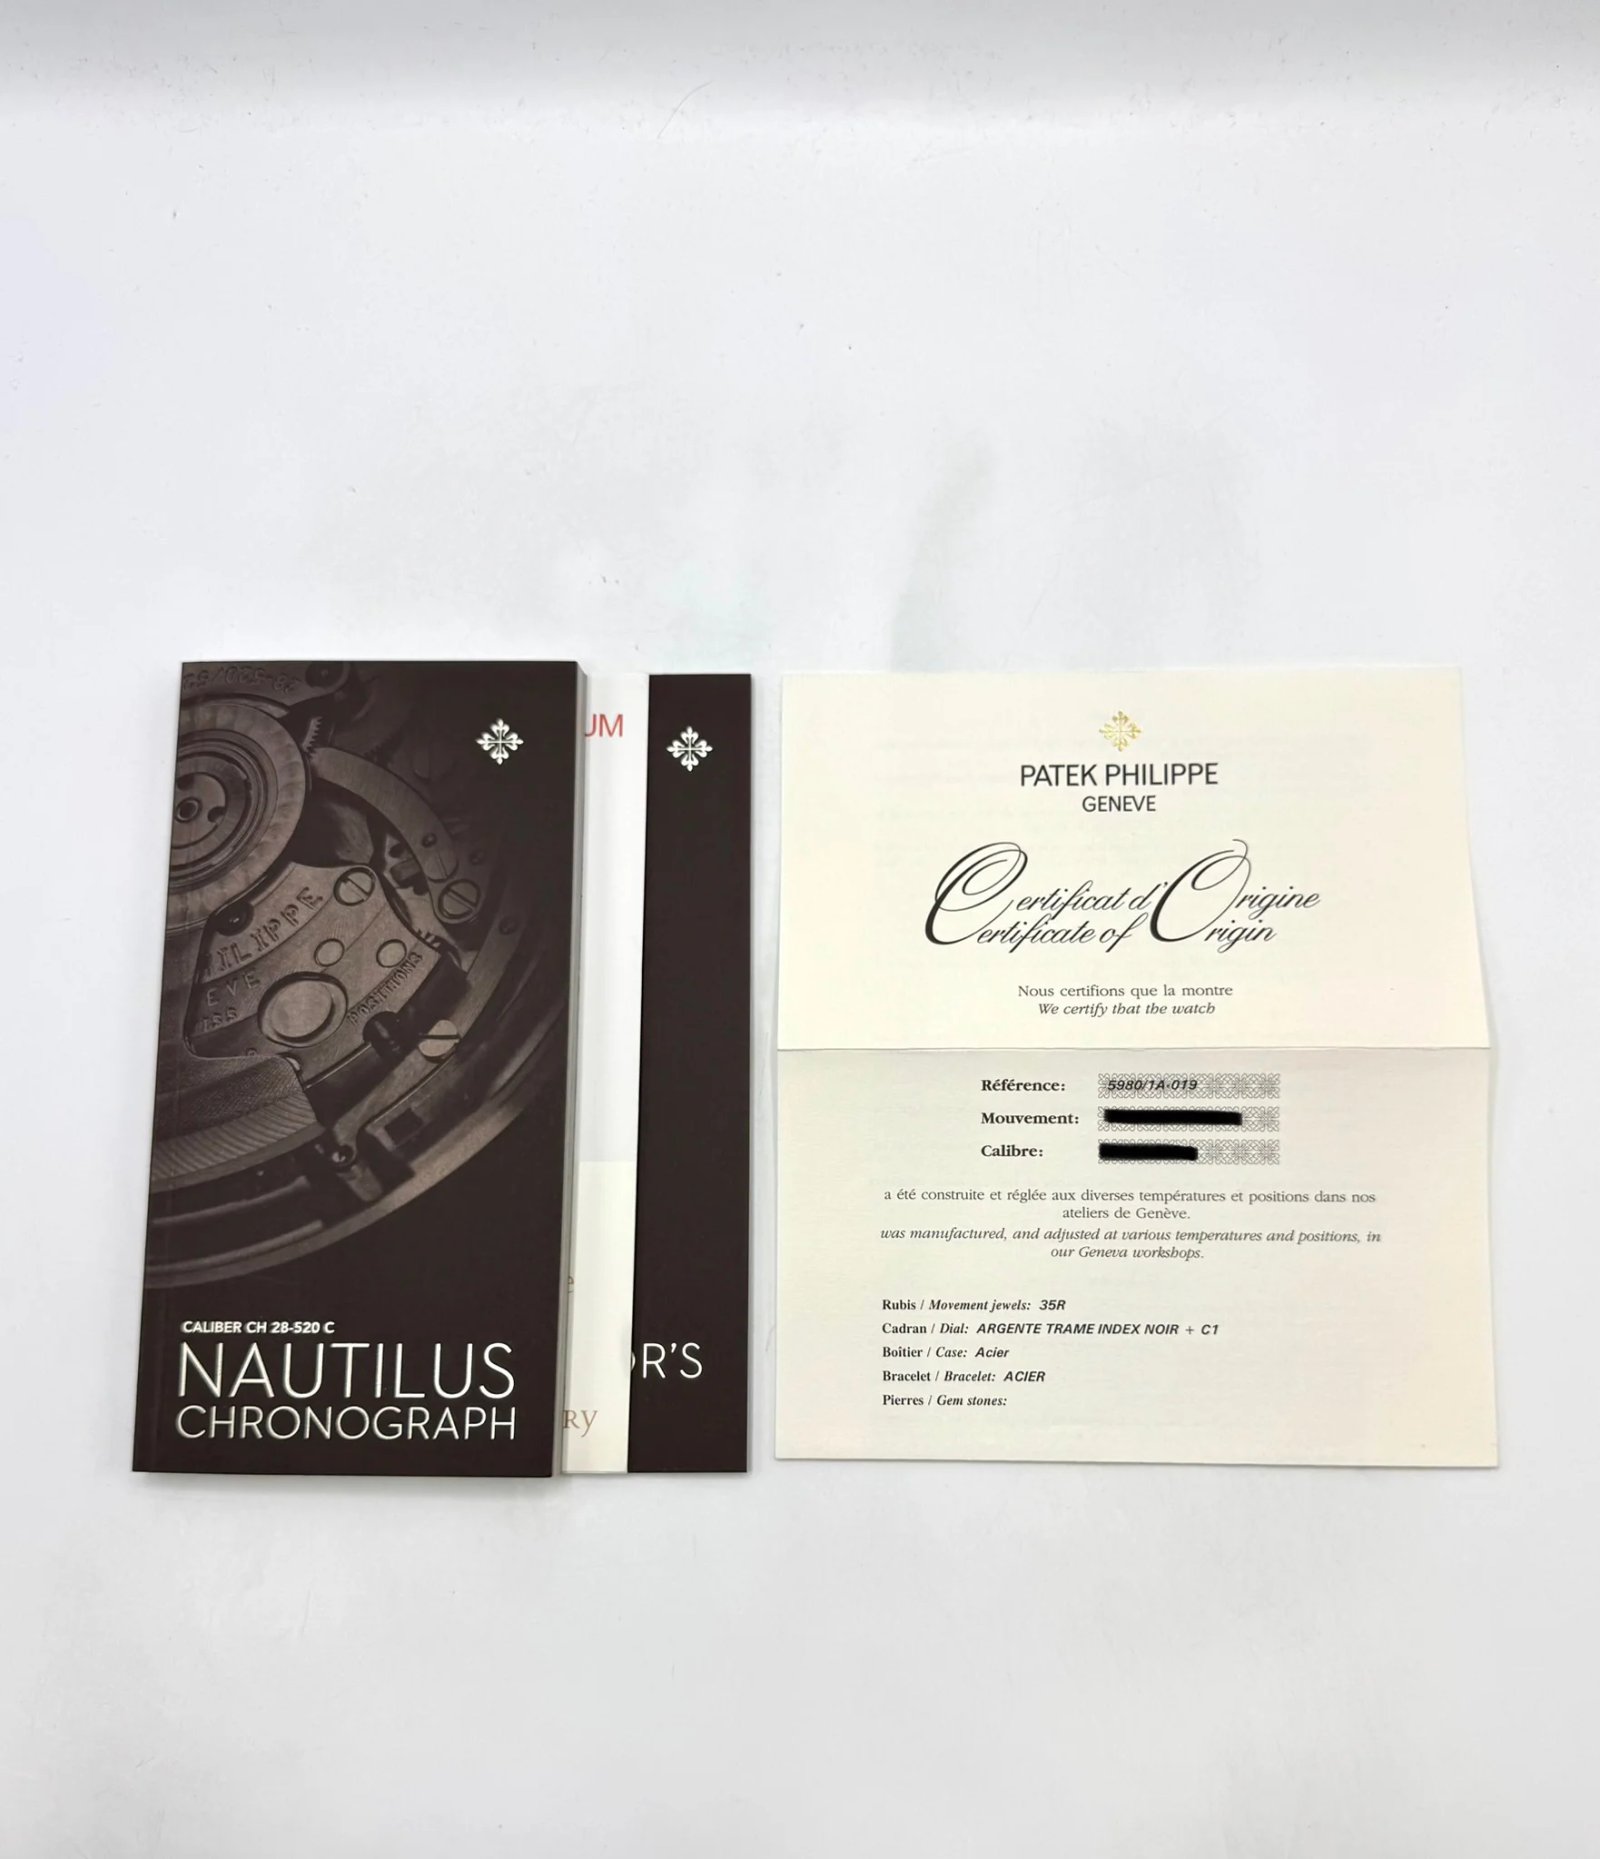 PHILIPPE
POSITIONS
CALIBER CH 28-520 C
NAUTILUS
CHRONOGRAPH
UM
RY
R'S
PATEK PHILIPPE
GENEVE
Certificat d'Origine
Certificate of Origin
Nous certifions que la montre
We certify that the watch
Référence: 5980/1A-019
Mouvement:
Calibre:
a été construite et réglée aux diverses températures et positions dans nos
ateliers de Genève.
was manufactured, and adjusted at various temperatures and positions, in
our Geneva workshops.
Rubis / Movement jewels: 35R
Cadran / Dial: ARGENTE TRAME INDEX NOIR + C1
Boîtier / Case: Acier
Bracelet / Bracelet: ACIER
Pierres / Gem stones: